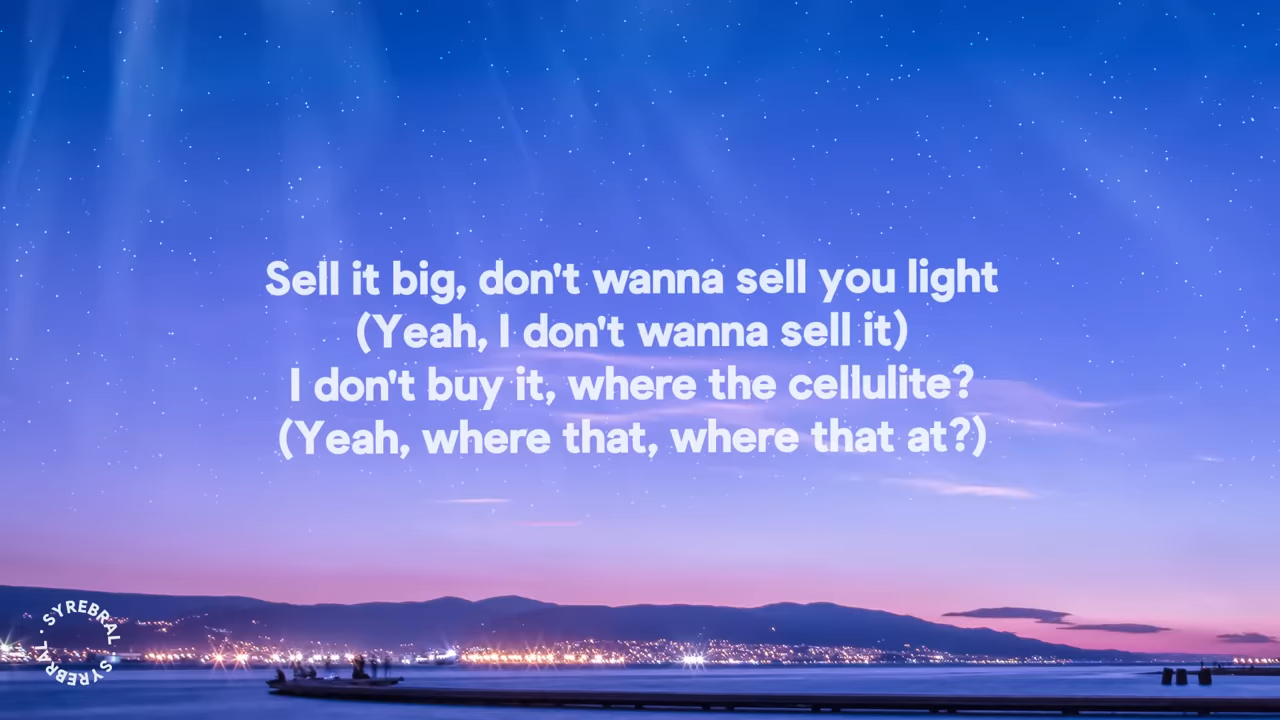 Sell it big, don't wanna sell you light
(Yeah, I don't wanna sell it)
I don't buy it, where the cellulite?
(Yeah, where that, where that at?)
SYREBRAL · SYREBRAL ·